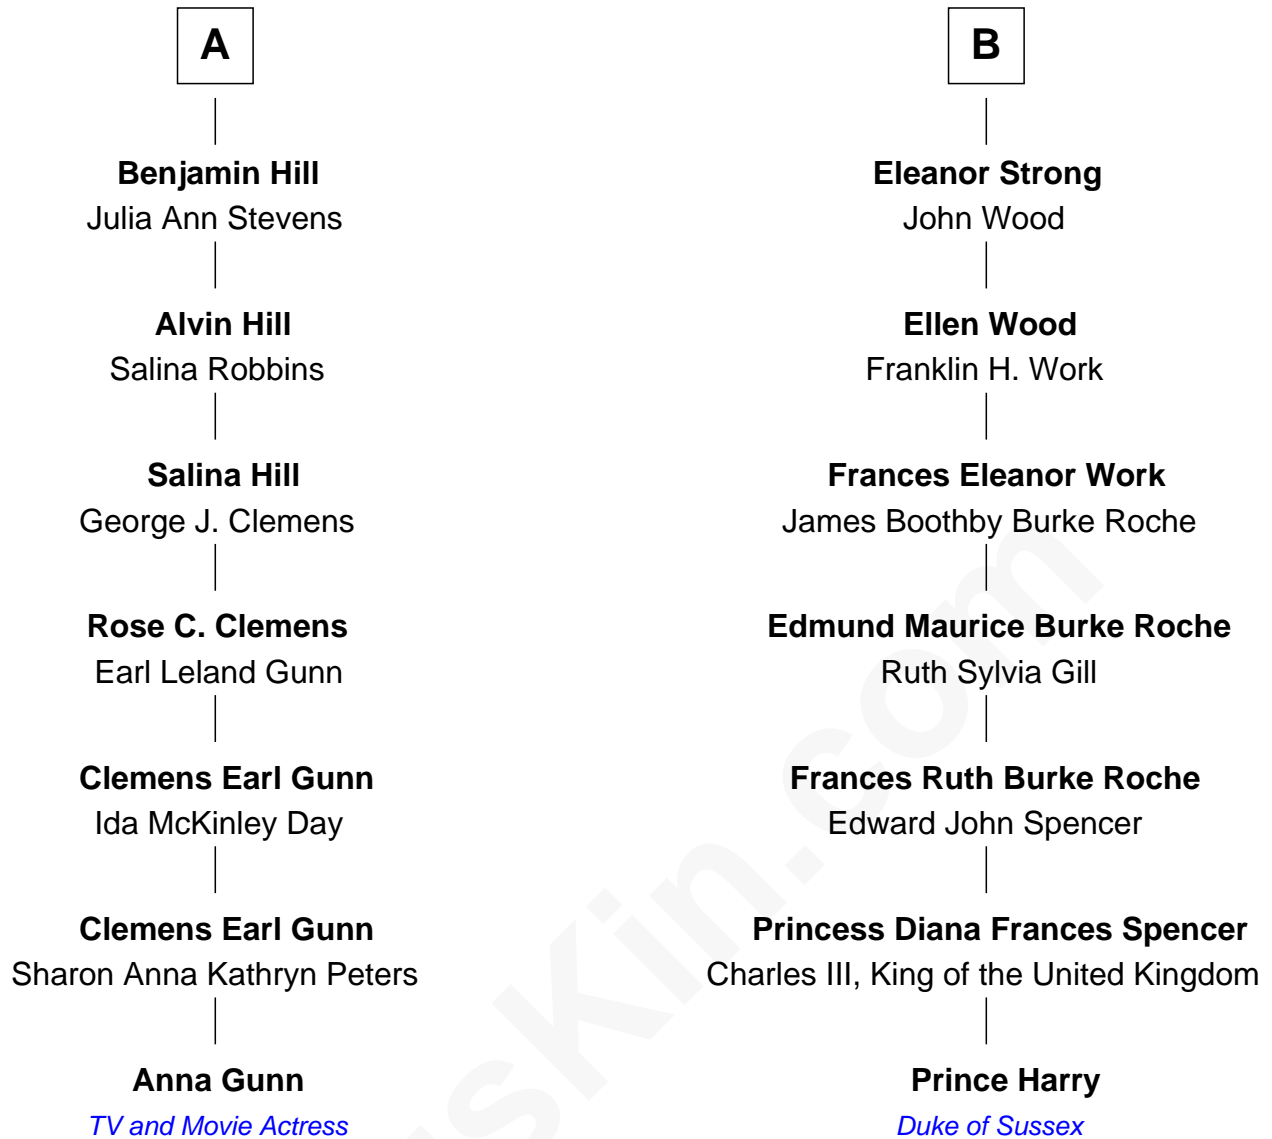 A
Benjamin Hill
Julia Ann Stevens
Alvin Hill
Salina Robbins
Salina Hill
George J. Clemens
Rose C. Clemens
Earl Leland Gunn
Clemens Earl Gunn
Ida McKinley Day
Clemens Earl Gunn
Sharon Anna Kathryn Peters
Anna Gunn
TV and Movie Actress
B
Eleanor Strong
John Wood
Ellen Wood
Franklin H. Work
Frances Eleanor Work
James Boothby Burke Roche
Edmund Maurice Burke Roche
Ruth Sylvia Gill
Frances Ruth Burke Roche
Edward John Spencer
Princess Diana Frances Spencer
Charles III, King of the United Kingdom
Prince Harry
Duke of Sussex